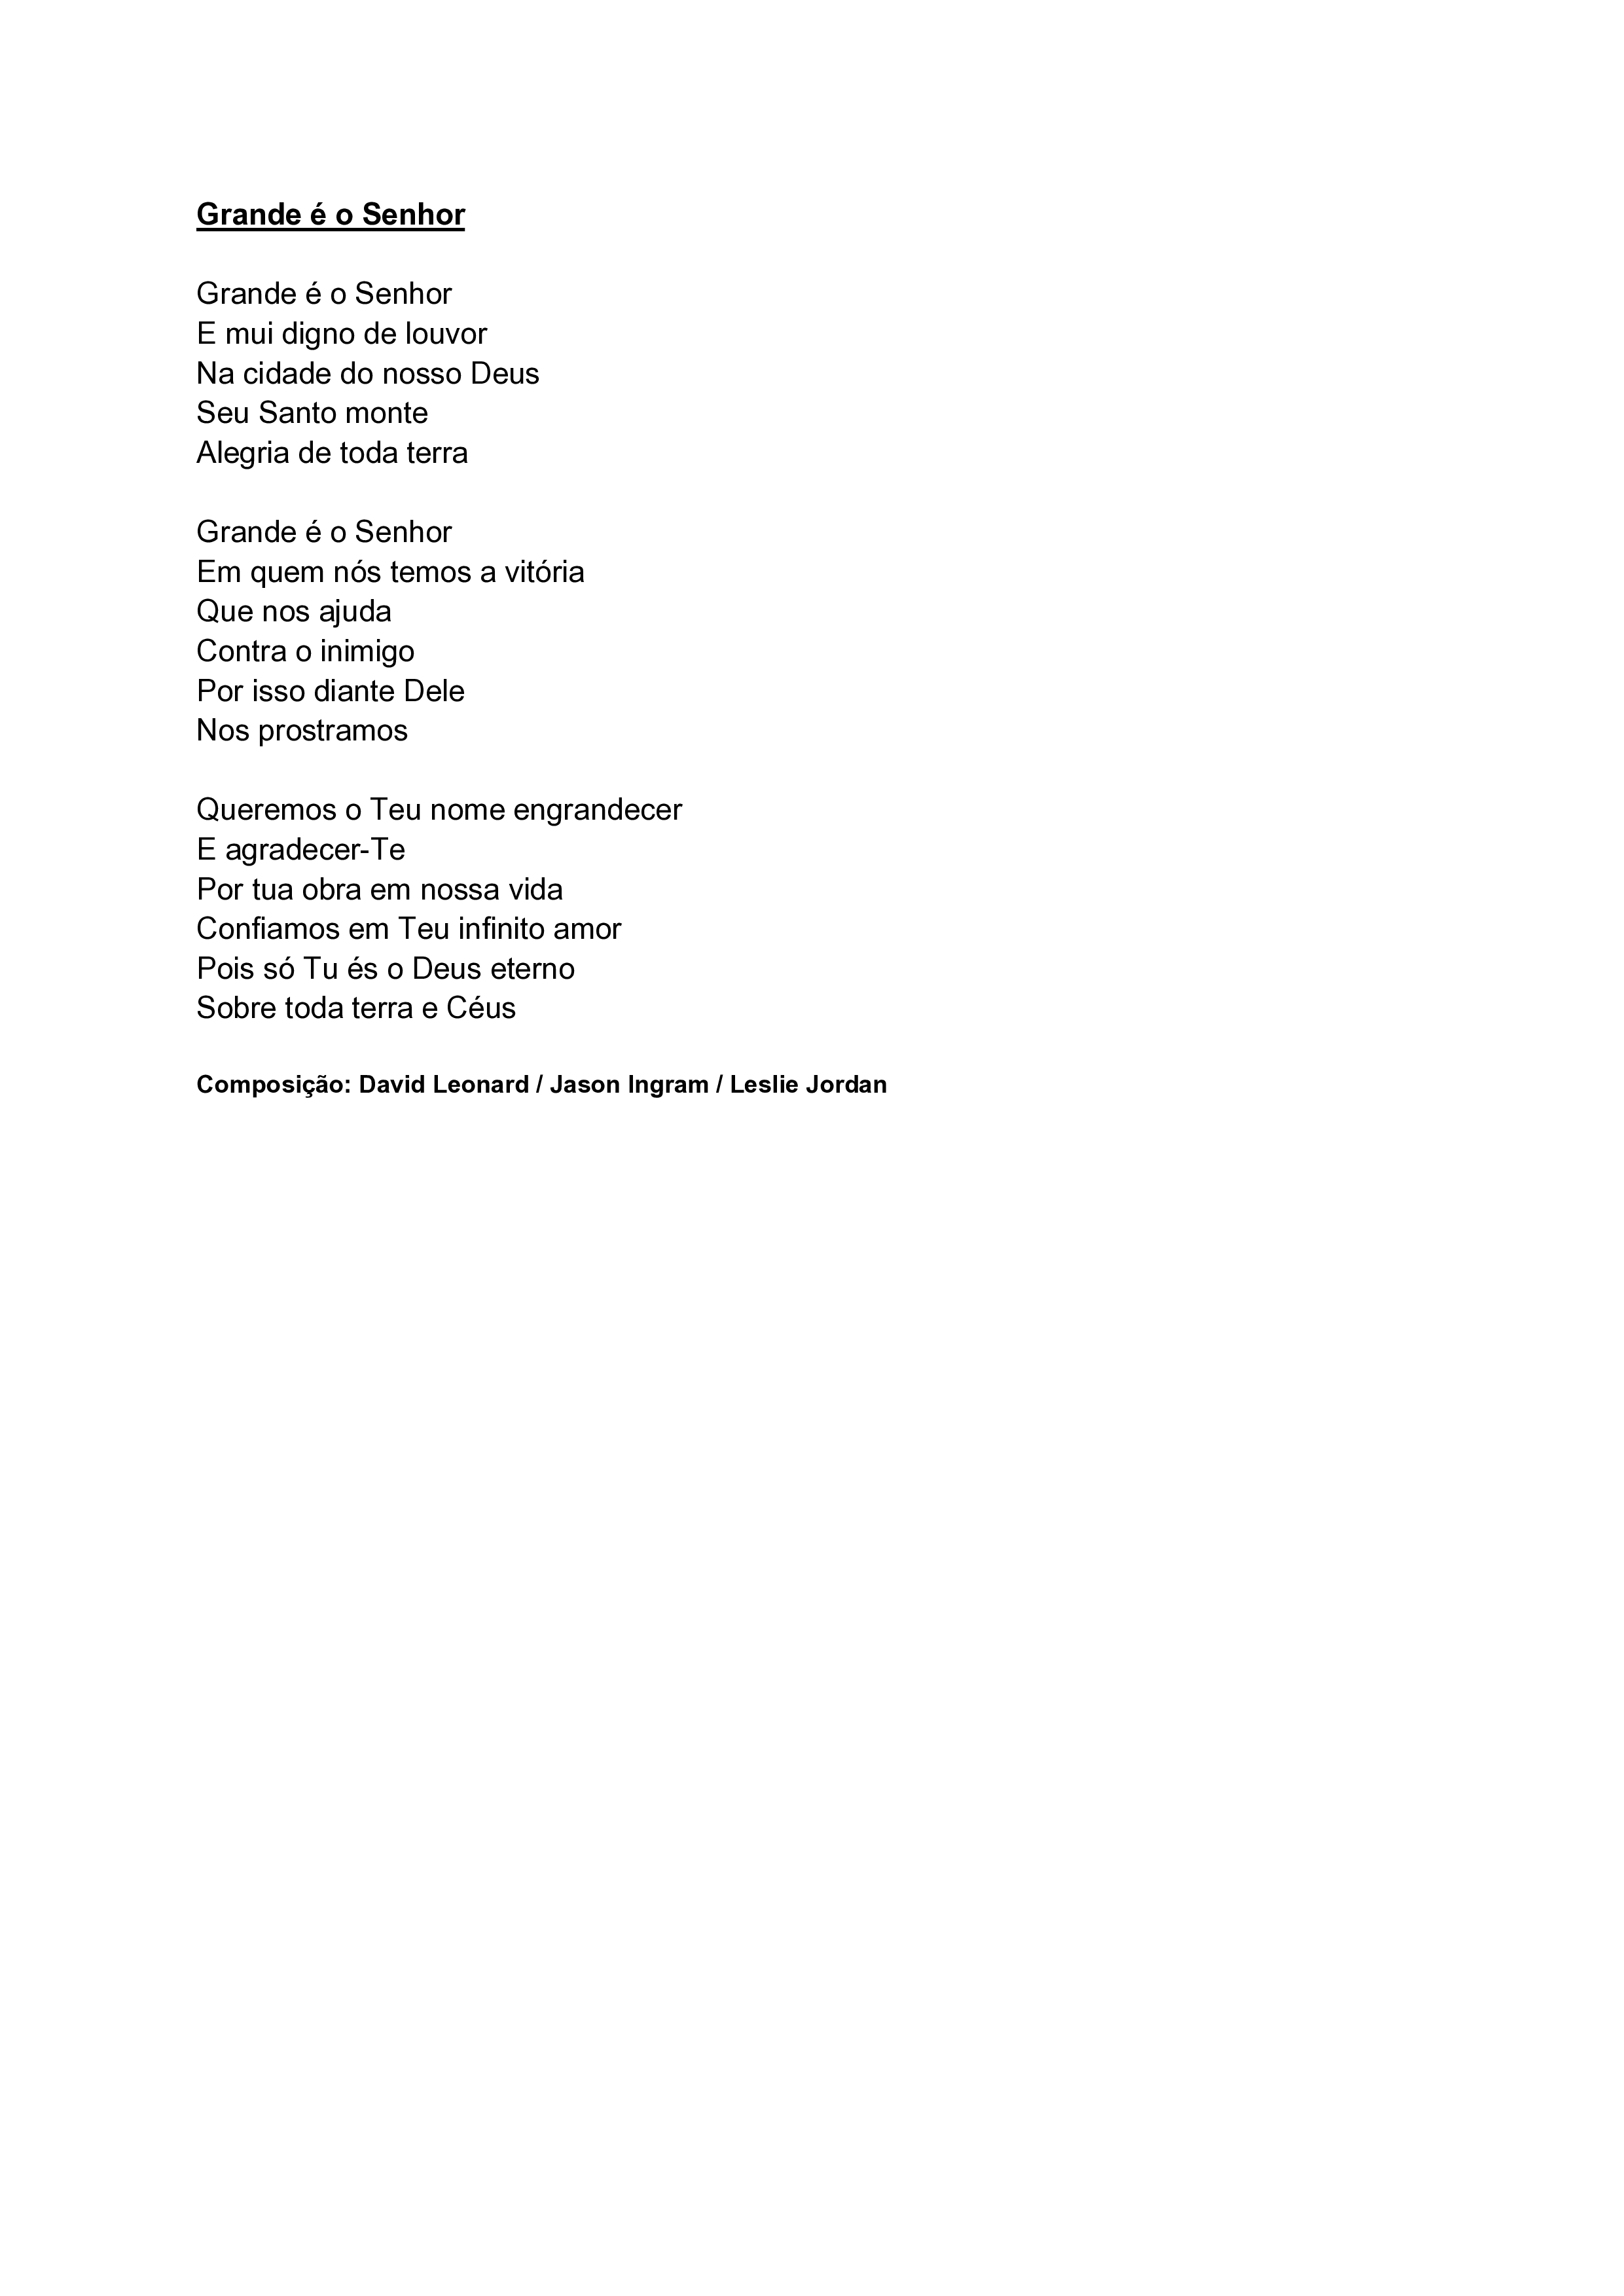 Grande é o Senhor
Grande é o Senhor
E mui digno de louvor
Na cidade do nosso Deus
Seu Santo monte
Alegria de toda terra
Grande é o Senhor
Em quem nós temos a vitória
Que nos ajuda
Contra o inimigo
Por isso diante Dele
Nos prostramos
Queremos o Teu nome engrandecer
E agradecer-Te
Por tua obra em nossa vida
Confiamos em Teu infinito amor
Pois só Tu és o Deus eterno
Sobre toda terra e Céus
Composição: David Leonard / Jason Ingram / Leslie Jordan